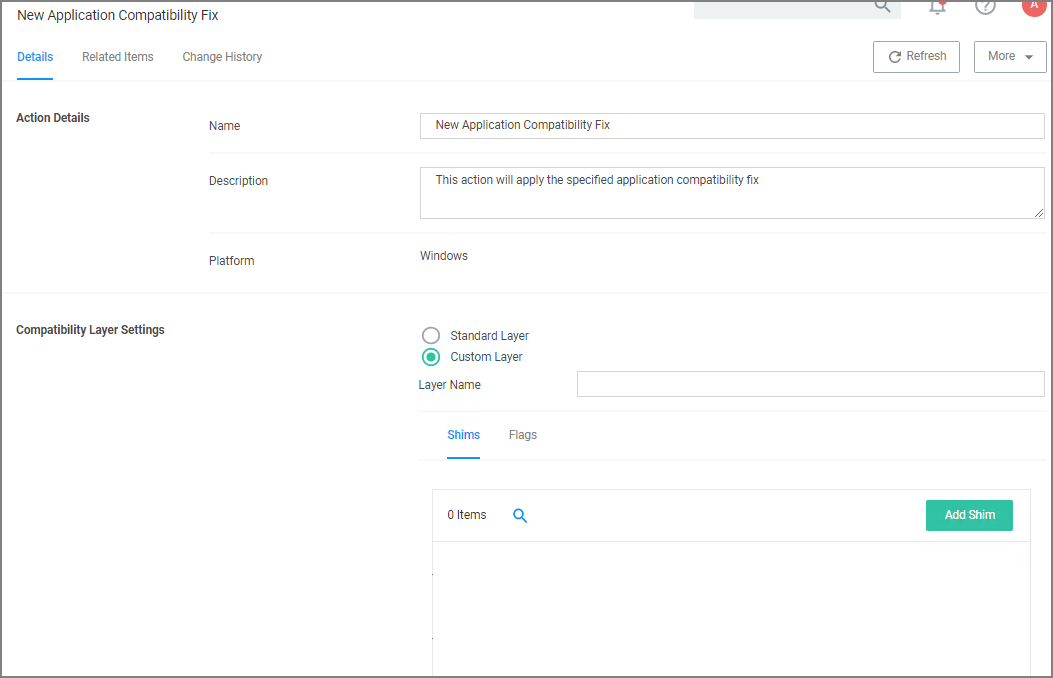 New Application Compatibility Fix
A
Details Related Items Change History
Refresh More
Action Details
Name New Application Compatibility Fix
Description This action will apply the specified application compatibility fix
Platform Windows
Compatibility Layer Settings
Standard Layer
Custom Layer
Layer Name
Shims Flags
0 Items Add Shim